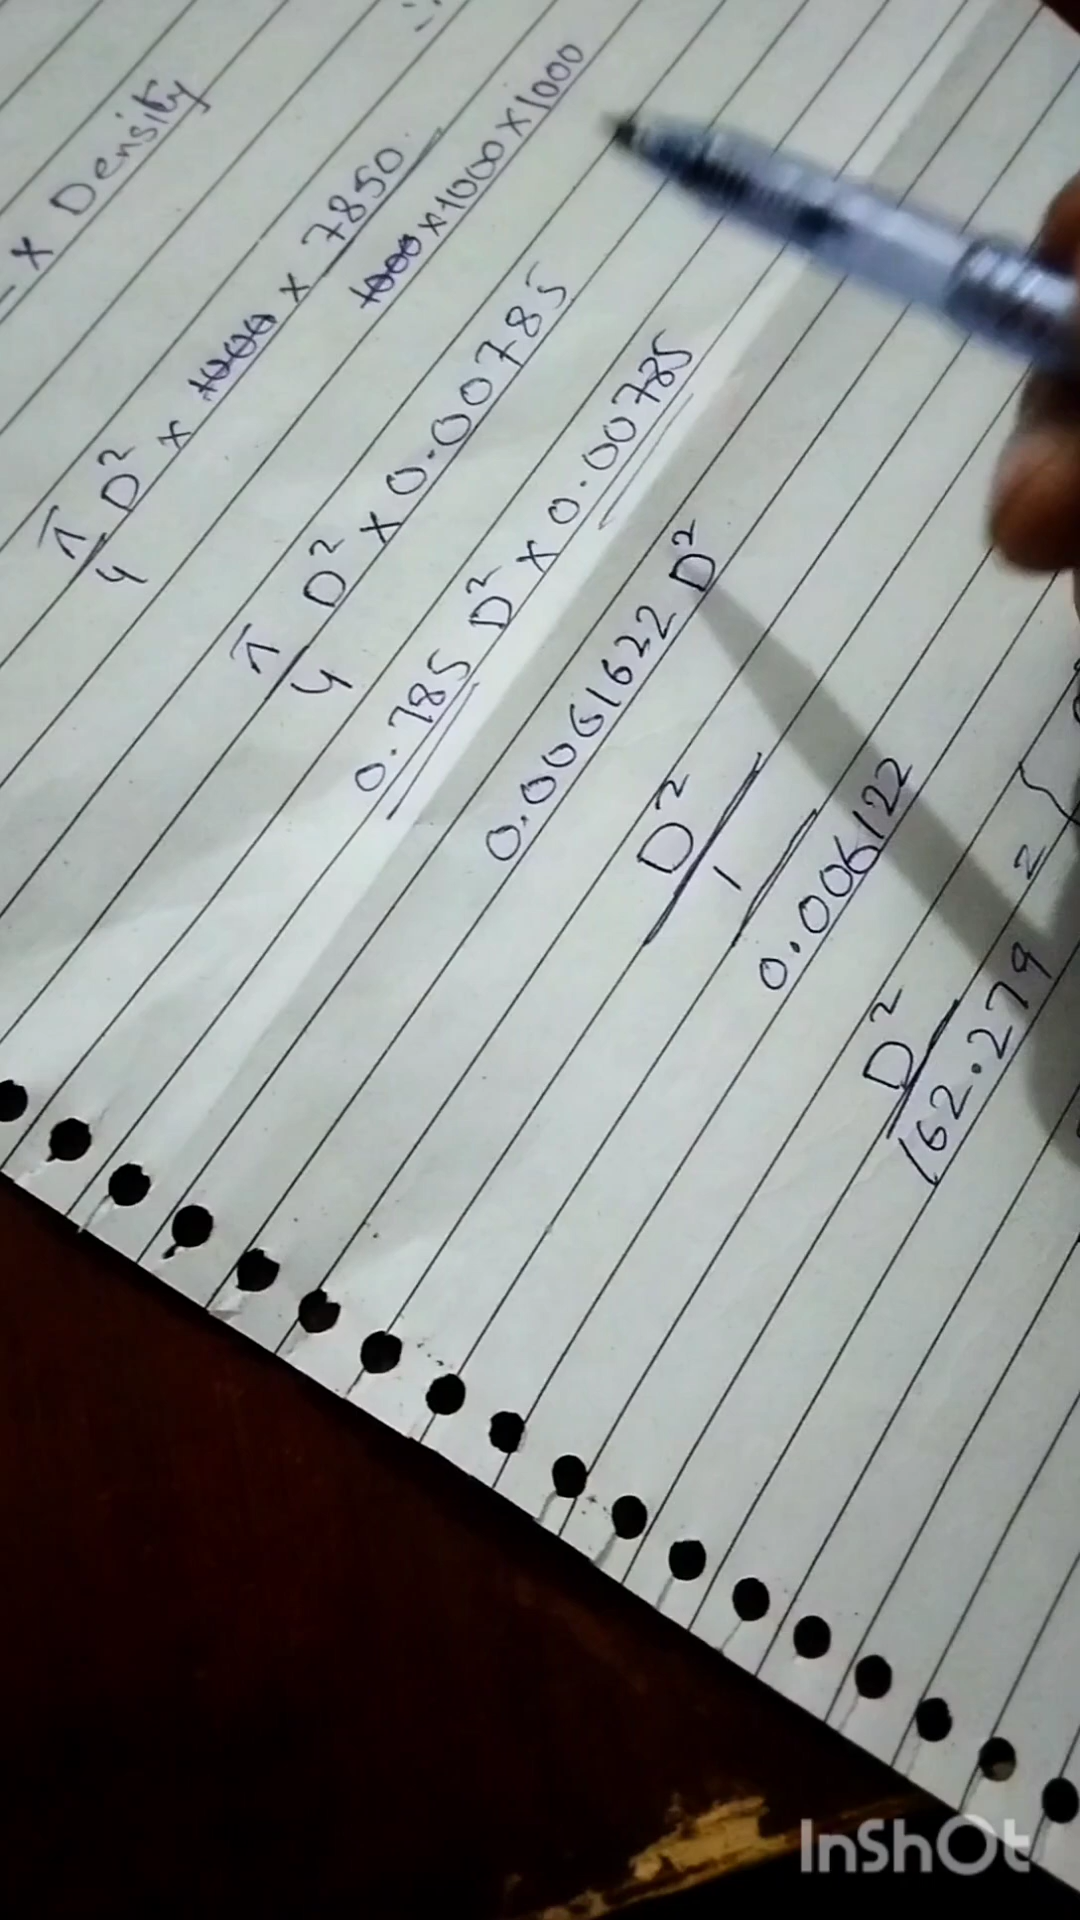 x Density
π/4 D² x 1000 x 7850
1000 x 1000 x 1000
π/4 D² x 0.00785
0.785 D² x 0.00785
0.0061622 D²
D²/1
0.006122
D²/162.279
InShOt